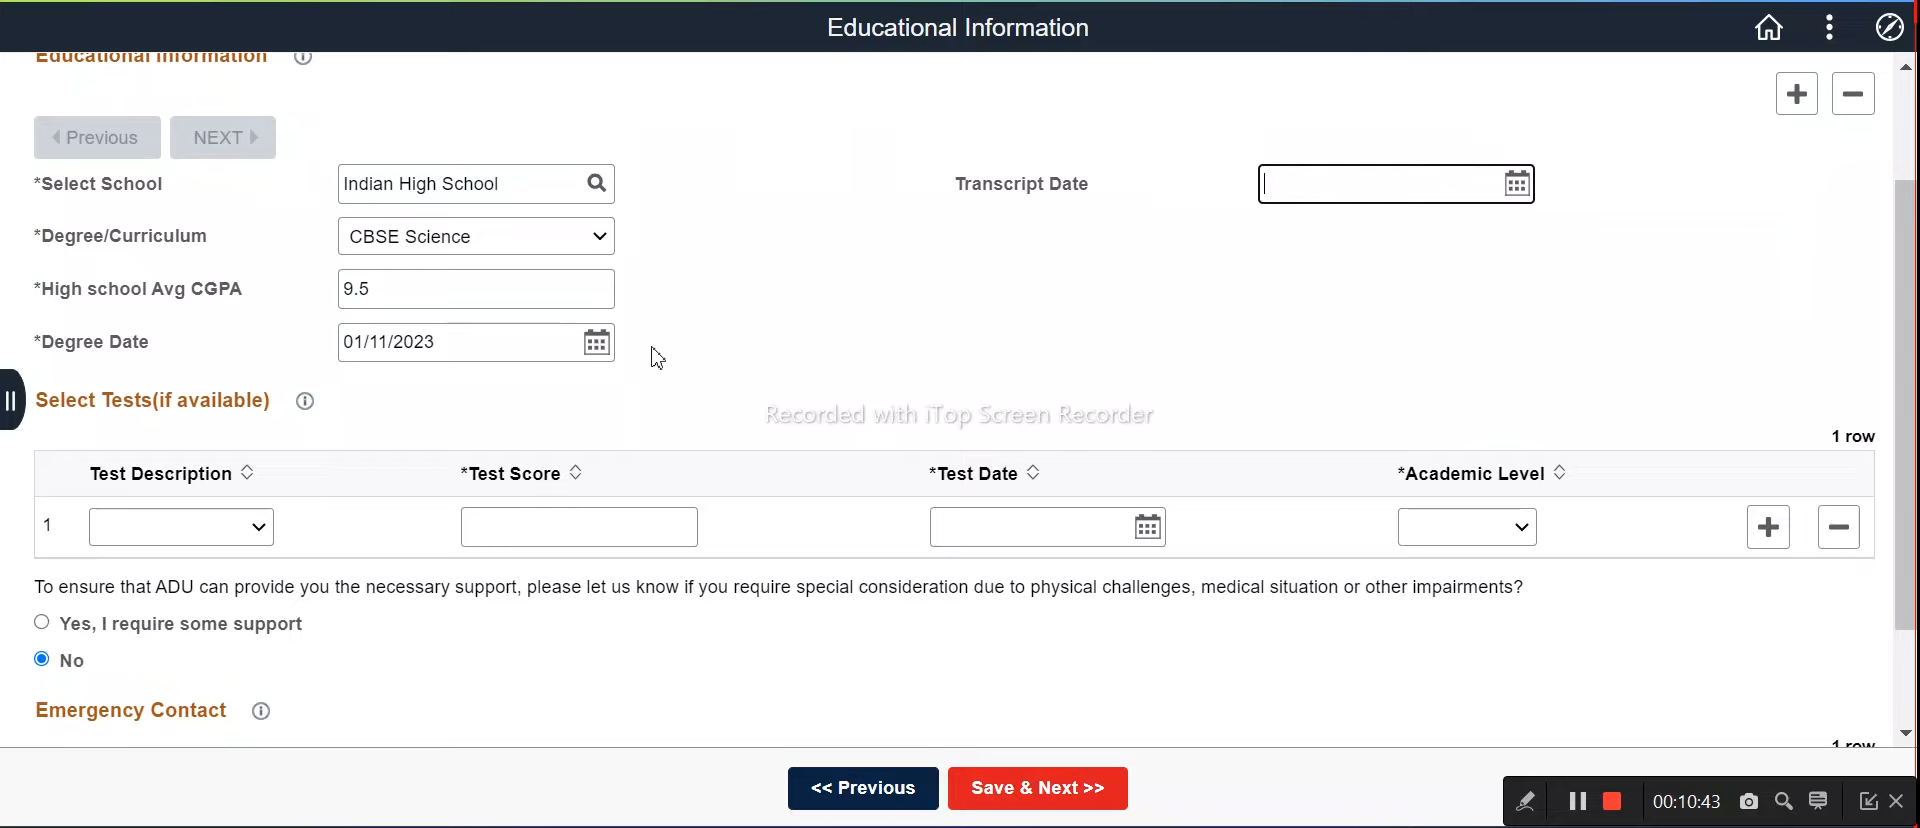 Educational Information
Educational Information
Previous NEXT
*Select School Indian High School Transcript Date
*Degree/Curriculum CBSE Science
*High school Avg CGPA 9.5
*Degree Date 01/11/2023
Select Tests(if available)
Recorded with iTop Screen Recorder
1 row
Test Description *Test Score *Test Date *Academic Level
1
To ensure that ADU can provide you the necessary support, please let us know if you require special consideration due to physical challenges, medical situation or other impairments?
Yes, I require some support
No
Emergency Contact
1 row
<< Previous Save & Next >>
00:10:43